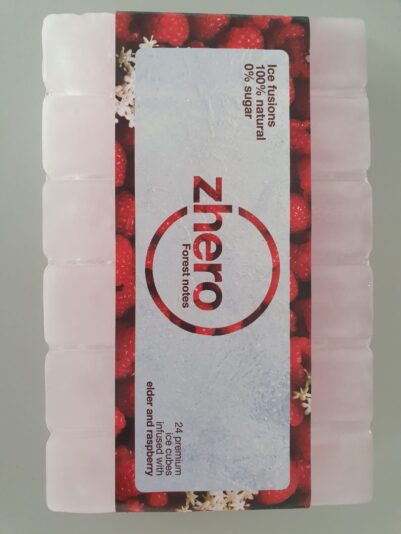 Ice fusions
100% natural
0% sugar
zhero
Forest notes
24 premium
ice cubes
infused with
elder and raspberry